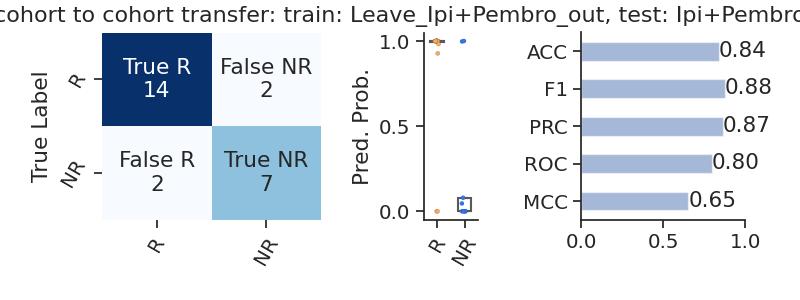 cohort to cohort transfer: train: Leave_Ipi+Pembro_out, test: Ipi+Pembro
True Label
R
NR
True R
14
False NR
2
False R
2
True NR
7
R
NR
Pred. Prob.
1.0
0.5
0.0
R
NR
ACC
F1
PRC
ROC
MCC
0.84
0.88
0.87
0.80
0.65
0.0
0.5
1.0